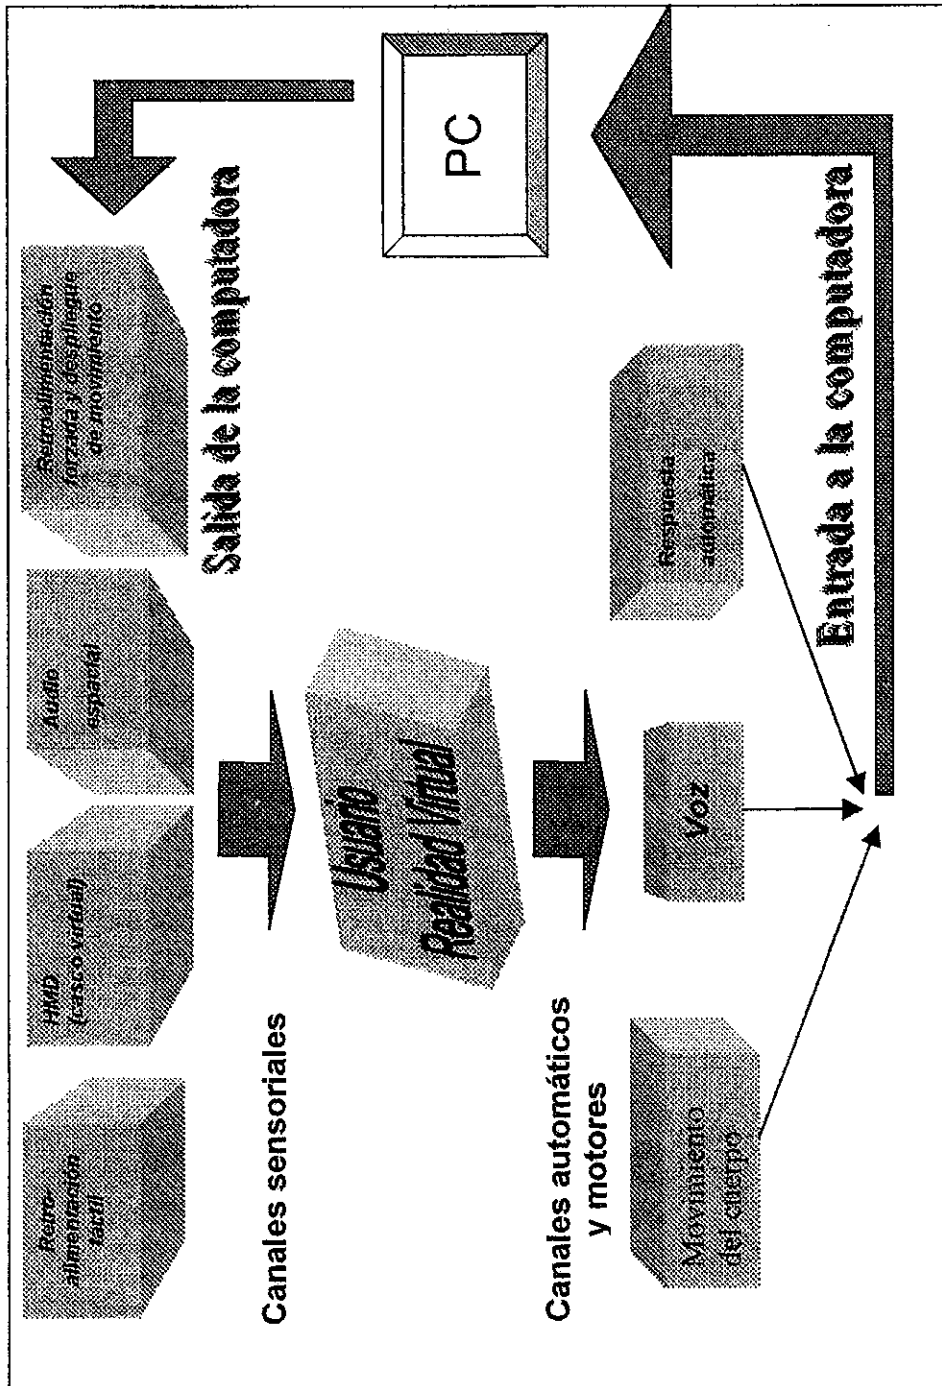 Retro-
alimentación
táctil
HMD
(casco virtual)
Audio
espacial
Retroalimentación
forzada y despliegue
de movimiento
Salida de la computadora
Canales sensoriales
Usuario
Realidad Virtual
PC
Canales automáticos
y motores
Movimiento
del cuerpo
Voz
Respuesta
automática
Entrada a la computadora